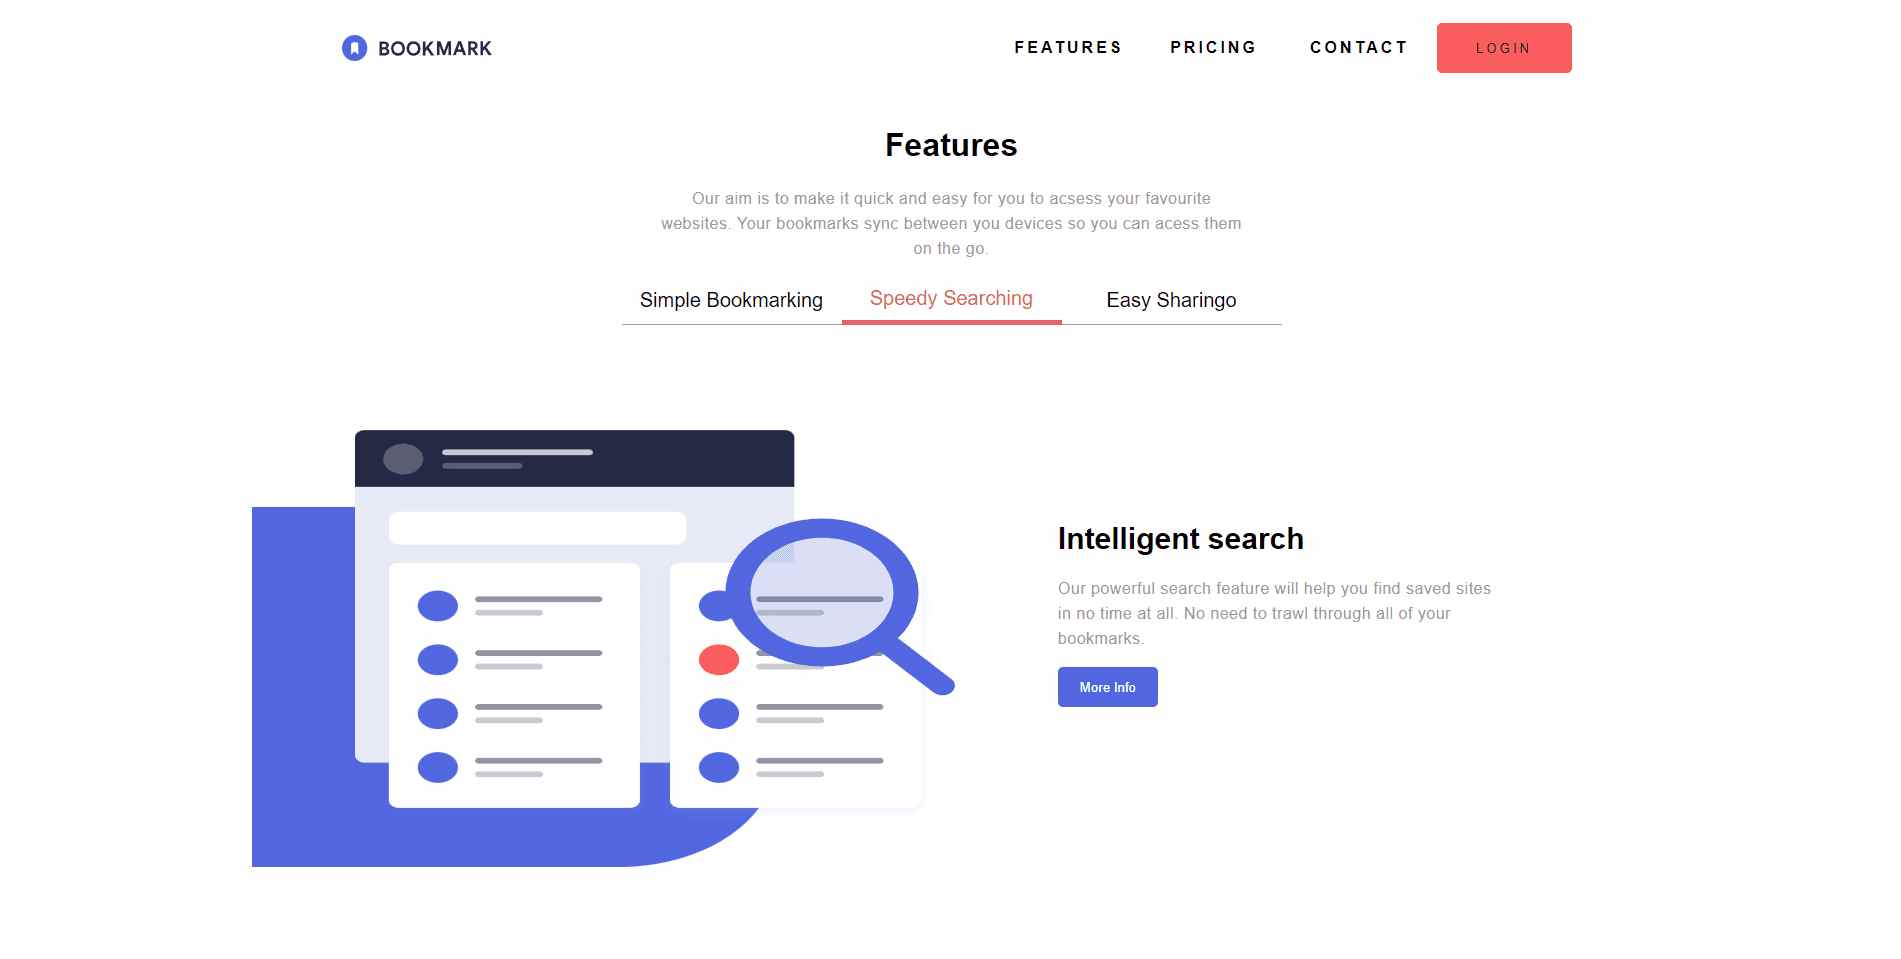 BOOKMARK FEATURES PRICING CONTACT LOGIN
Features
Our aim is to make it quick and easy for you to acsess your favourite
websites. Your bookmarks sync between you devices so you can acess them
on the go.
Simple Bookmarking Speedy Searching Easy Sharingo
Intelligent search
Our powerful search feature will help you find saved sites
in no time at all. No need to trawl through all of your
bookmarks.
More Info